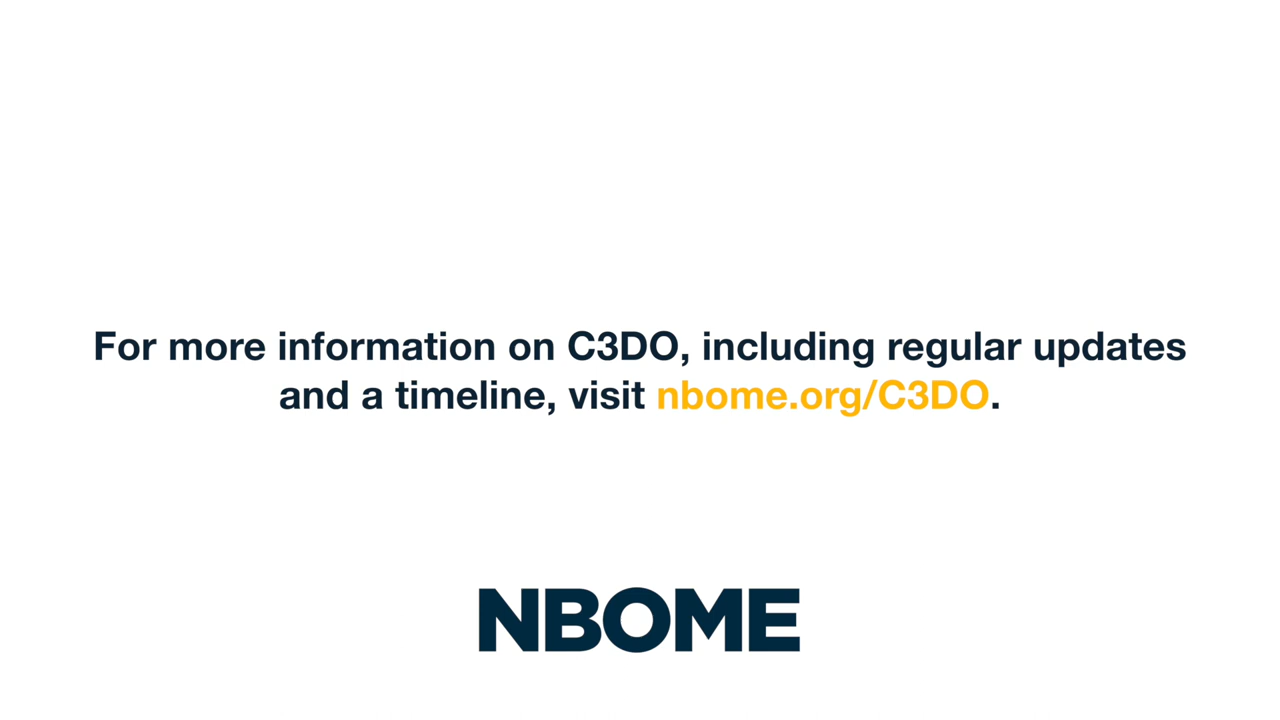 For more information on C3DO, including regular updates
and a timeline, visit nbome.org/C3DO.
NBOME